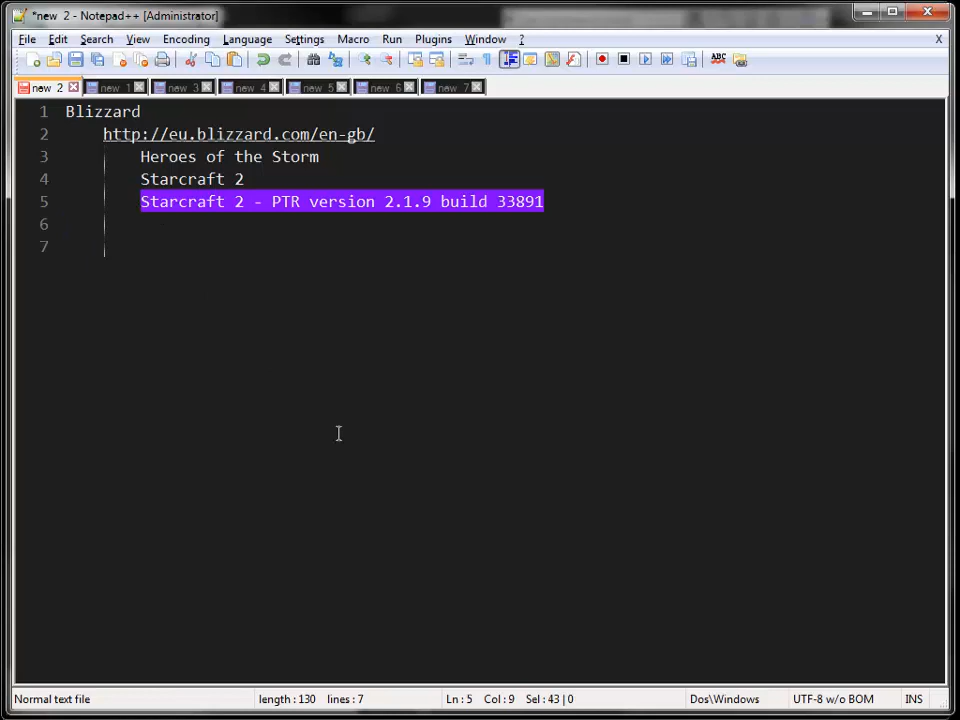 *new 2 - Notepad++ [Administrator]
File Edit Search View Encoding Language Settings Macro Run Plugins Window ? X
ABC
new 2 new 1 new 3 new 4 new 5 new 6 new 7
1 Blizzard
2 http://eu.blizzard.com/en-gb/
3 Heroes of the Storm
4 Starcraft 2
5 Starcraft 2 - PTR version 2.1.9 build 33891
6
7
Normal text file length : 130 lines : 7 Ln : 5 Col : 9 Sel : 43 | 0 Dos\Windows UTF-8 w/o BOM INS